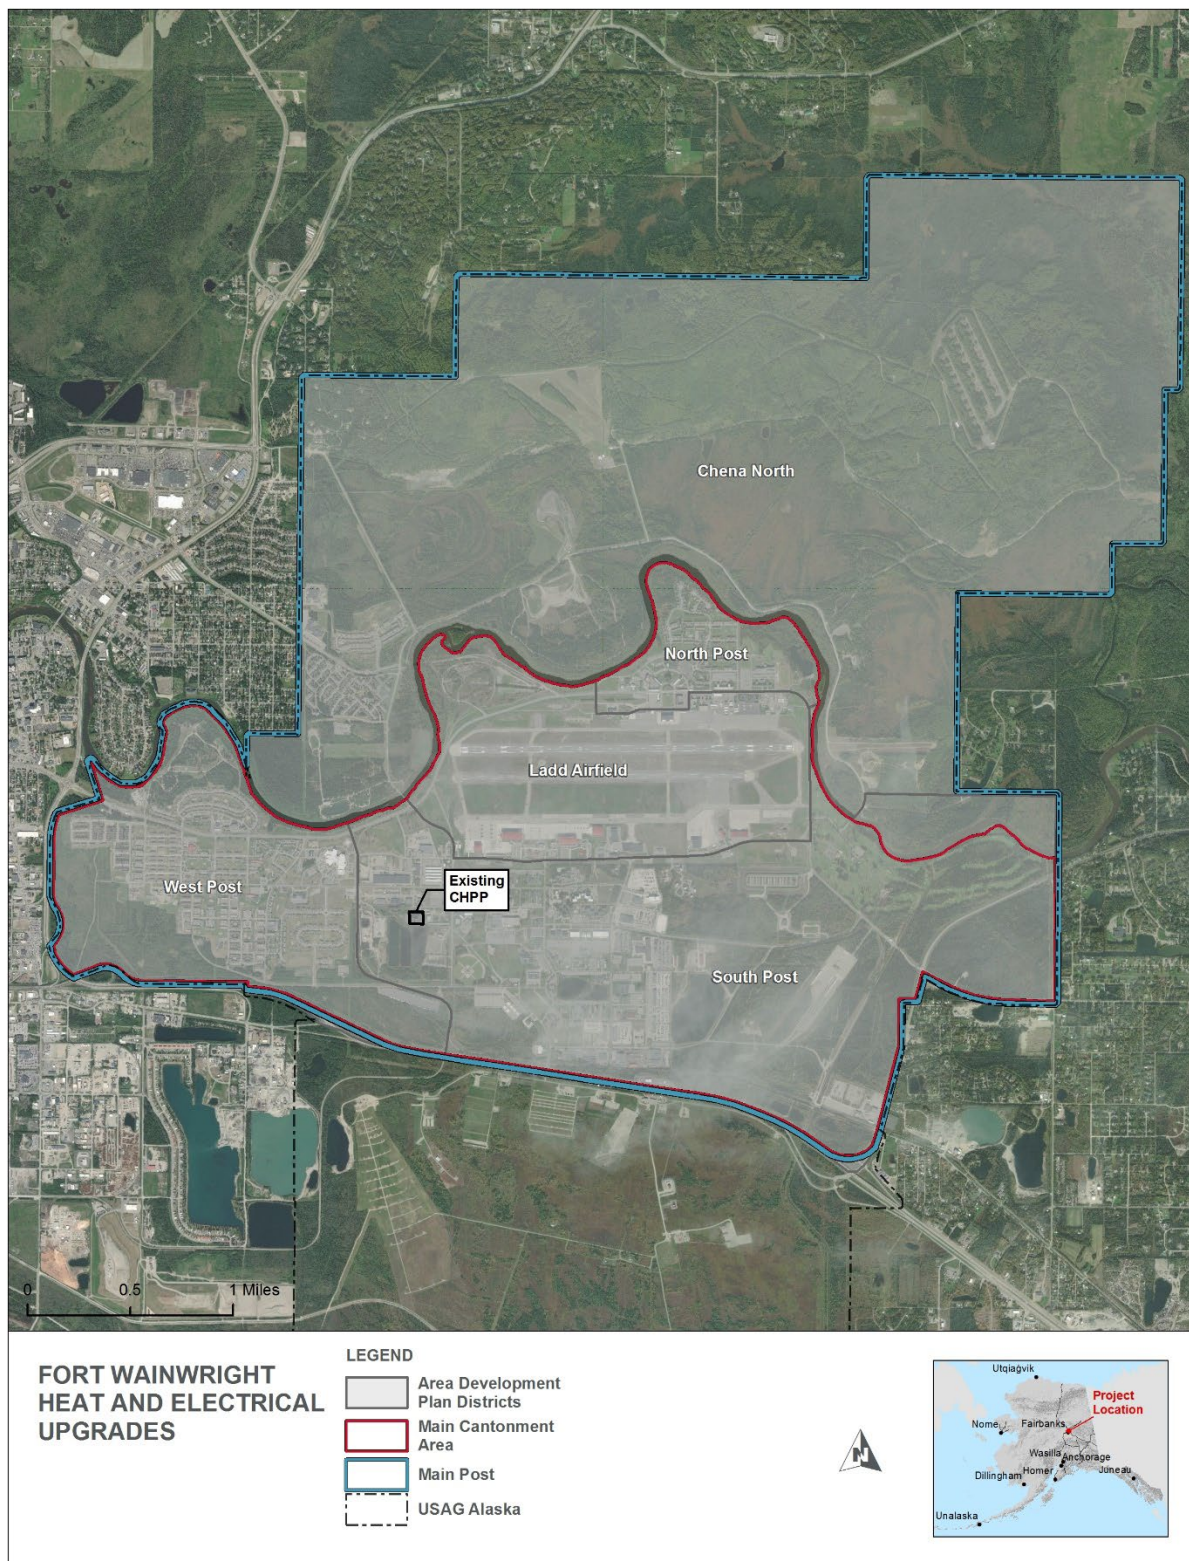 Chena North
North Post
Ladd Airfield
West Post
Existing
CHPP
South Post
0 0.5 1 Miles
FORT WAINWRIGHT
HEAT AND ELECTRICAL
UPGRADES
LEGEND
Area Development
Plan Districts
Main Cantonment
Area
Main Post
USAG Alaska
N
Utqiaġvik
Project
Location
Nome
Fairbanks
Wasilla
Anchorage
Dillingham
Homer
Juneau
Unalaska